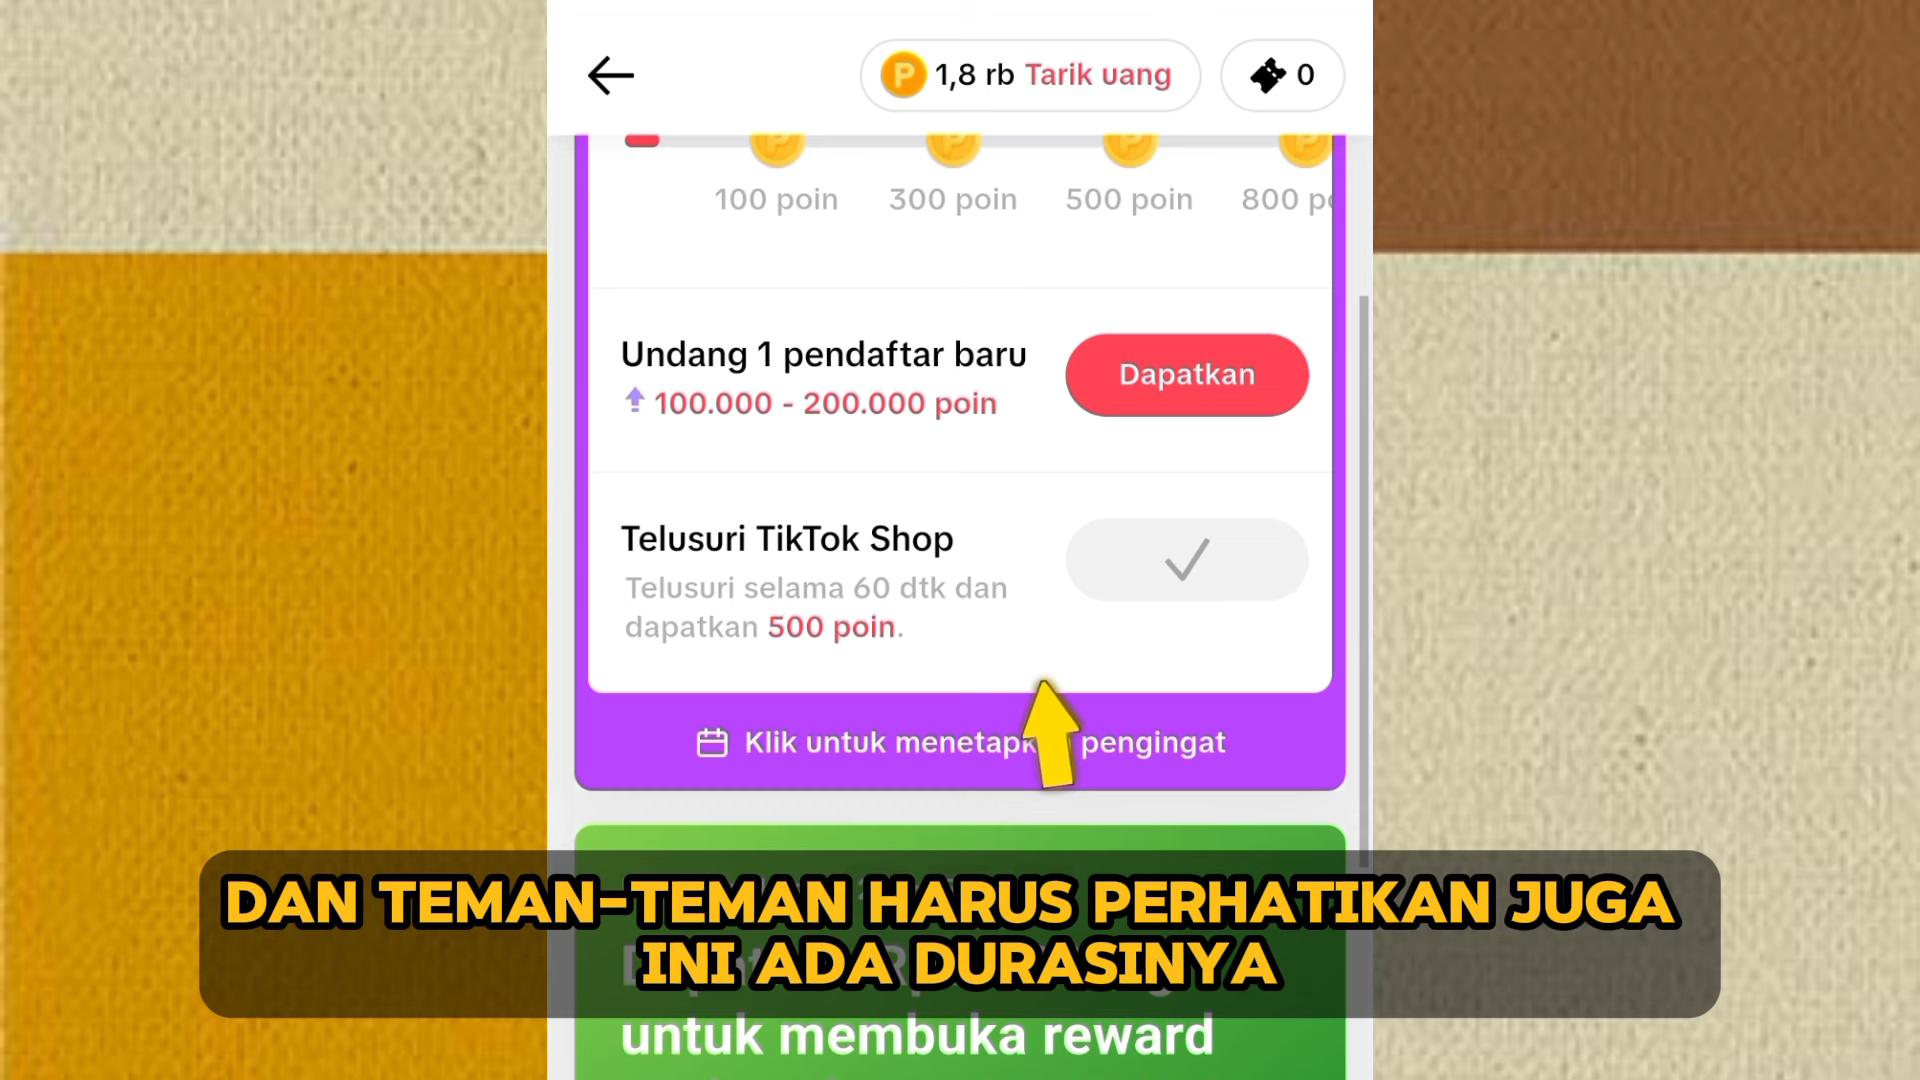 1,8 rb Tarik uang
0
100 poin
300 poin
500 poin
800
Undang 1 pendaftar baru
100.000 - 200.000 poin
Dapatkan
Telusuri TikTok Shop
Telusuri selama 60 dtk dan
dapatkan 500 poin.
Klik untuk pengingat
DAN TEMAN-TEMAN HARUS PERHATIKAN JUGA
INI ADA DURASINYA
untuk membuka reward